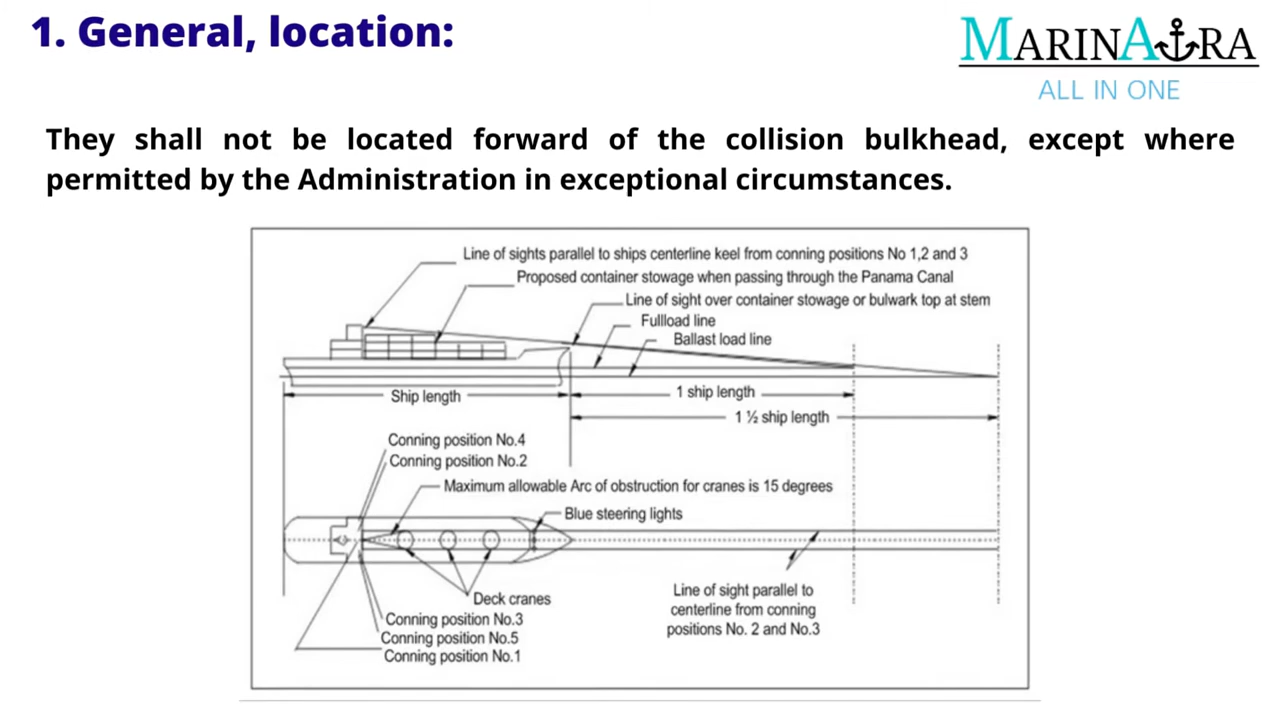 1. General, location:
MARINA RA
ALL IN ONE
They shall not be located forward of the collision bulkhead, except where
permitted by the Administration in exceptional circumstances.
Line of sights parallel to ships centerline keel from conning positions No 1,2 and 3
Proposed container stowage when passing through the Panama Canal
Line of sight over container stowage or bulwark top at stem
Fullload line
Ballast load line
Ship length
1 ship length
1 ½ ship length
Conning position No.4
Conning position No.2
Maximum allowable Arc of obstruction for cranes is 15 degrees
Blue steering lights
Deck cranes
Line of sight parallel to
centerline from conning
positions No. 2 and No.3
Conning position No.3
Conning position No.5
Conning position No.1